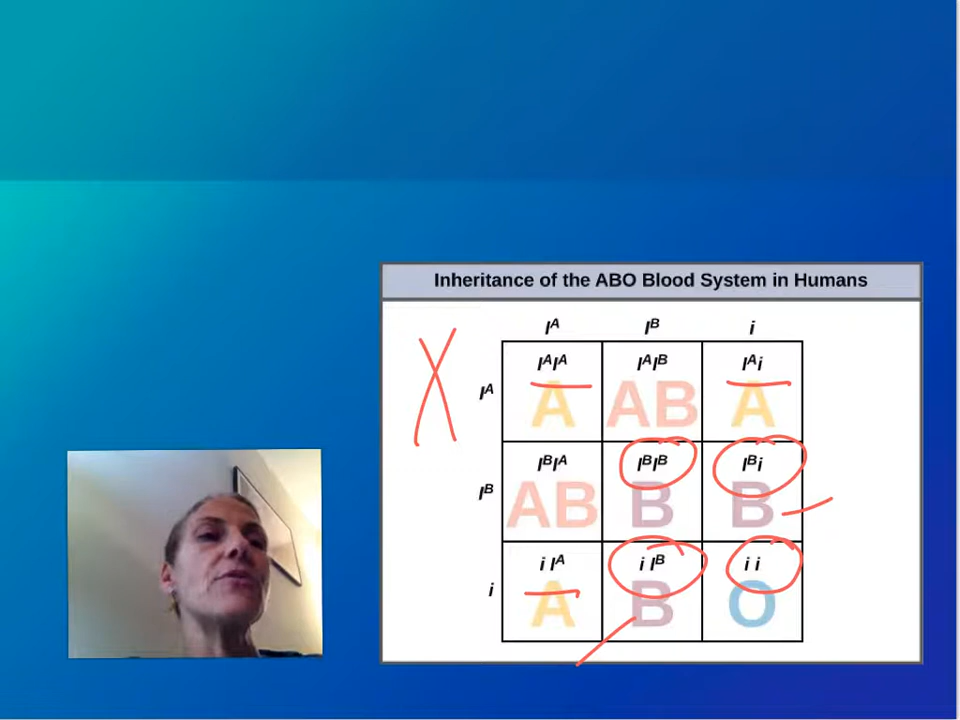 Inheritance of the ABO Blood System in Humans
Iᴬ Iᴮ i
Iᴬ IᴬIᴬ IᴬIᴮ Iᴬi
A AB A
Iᴮ IᴮIᴬ IᴮIᴮ Iᴮi
AB B B
i i Iᴬ i Iᴮ i i
A B O